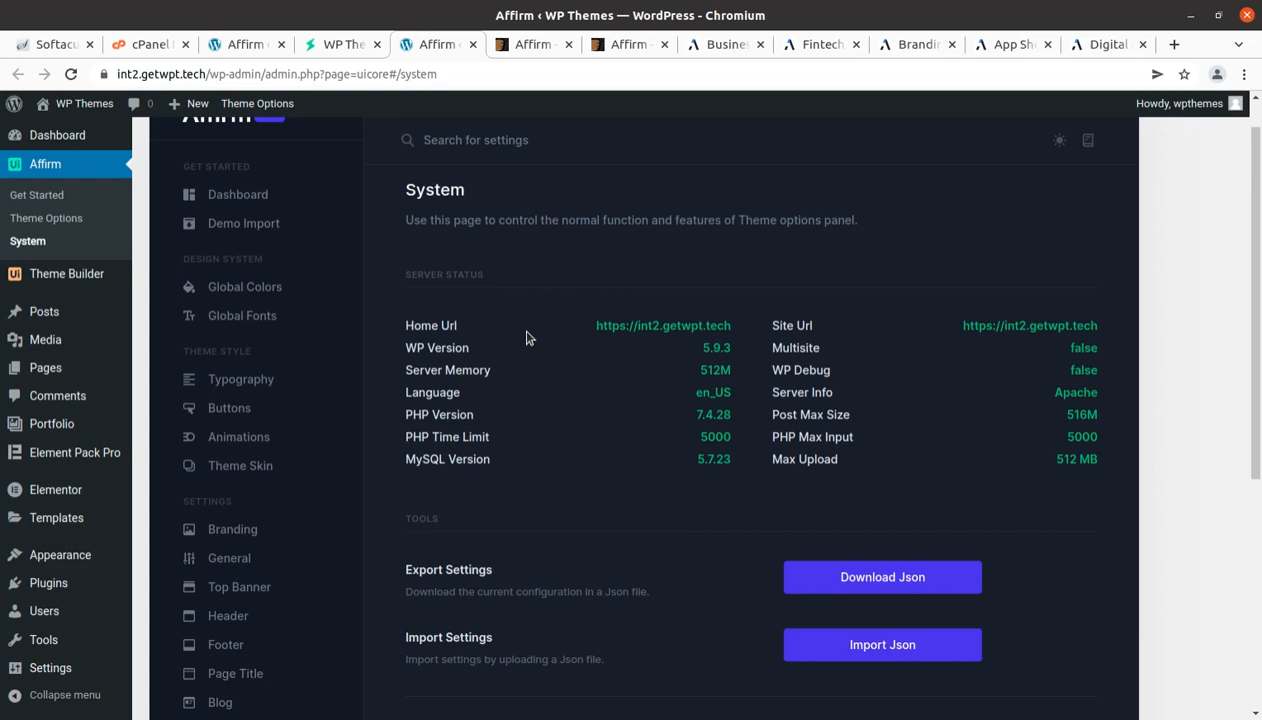 Affirm ‹ WP Themes — WordPress - Chromium
Softacu
cPanel
Affirm ‹
WP The
Affirm ‹
Affirm -
Affirm -
Busine
Fintech
Brandin
App Sh
Digital
int2.getwpt.tech/wp-admin/admin.php?page=uicore#/system
WP Themes
0
New
Theme Options
Howdy, wpthemes
Dashboard
Affirm
Get Started
Theme Options
System
Theme Builder
Posts
Media
Pages
Comments
Portfolio
Element Pack Pro
Elementor
Templates
Appearance
Plugins
Users
Tools
Settings
Collapse menu
Affirm
GET STARTED
Dashboard
Demo Import
DESIGN SYSTEM
Global Colors
Global Fonts
THEME STYLE
Typography
Buttons
Animations
Theme Skin
SETTINGS
Branding
General
Top Banner
Header
Footer
Page Title
Blog
Search for settings
System
Use this page to control the normal function and features of Theme options panel.
SERVER STATUS
Home Url https://int2.getwpt.tech Site Url https://int2.getwpt.tech
WP Version 5.9.3 Multisite false
Server Memory 512M WP Debug false
Language en_US Server Info Apache
PHP Version 7.4.28 Post Max Size 516M
PHP Time Limit 5000 PHP Max Input 5000
MySQL Version 5.7.23 Max Upload 512 MB
TOOLS
Export Settings
Download the current configuration in a Json file.
Download Json
Import Settings
Import settings by uploading a Json file.
Import Json